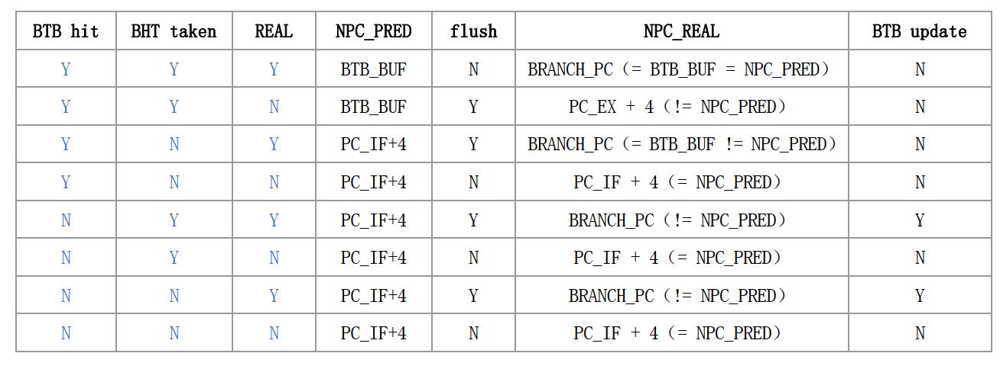 BTB hit BHT taken REAL NPC_PRED flush NPC_REAL BTB update
Y Y Y BTB_BUF N BRANCH_PC (= BTB_BUF = NPC_PRED) N
Y Y N BTB_BUF Y PC_EX + 4 (!= NPC_PRED) N
Y N Y PC_IF+4 Y BRANCH_PC (= BTB_BUF != NPC_PRED) N
Y N N PC_IF+4 N PC_IF + 4 (= NPC_PRED) N
N Y Y PC_IF+4 Y BRANCH_PC (!= NPC_PRED) Y
N Y N PC_IF+4 N PC_IF + 4 (= NPC_PRED) N
N N Y PC_IF+4 Y BRANCH_PC (!= NPC_PRED) Y
N N N PC_IF+4 N PC_IF + 4 (= NPC_PRED) N